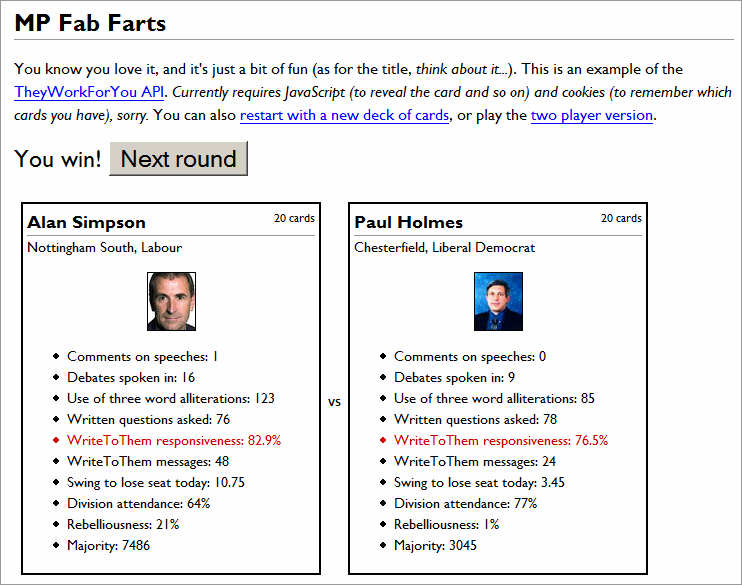 MP Fab Farts
You know you love it, and it's just a bit of fun (as for the title, think about it...). This is an example of the
TheyWorkForYou API. Currently requires JavaScript (to reveal the card and so on) and cookies (to remember which
cards you have), sorry. You can also restart with a new deck of cards, or play the two player version.
You win! Next round
Alan Simpson 20 cards
Nottingham South, Labour
• Comments on speeches: 1
• Debates spoken in: 16
• Use of three word alliterations: 123
• Written questions asked: 76
• WriteToThem responsiveness: 82.9%
• WriteToThem messages: 48
• Swing to lose seat today: 10.75
• Division attendance: 64%
• Rebelliousness: 21%
• Majority: 7486
vs
Paul Holmes 20 cards
Chesterfield, Liberal Democrat
• Comments on speeches: 0
• Debates spoken in: 9
• Use of three word alliterations: 85
• Written questions asked: 78
• WriteToThem responsiveness: 76.5%
• WriteToThem messages: 24
• Swing to lose seat today: 3.45
• Division attendance: 77%
• Rebelliousness: 1%
• Majority: 3045